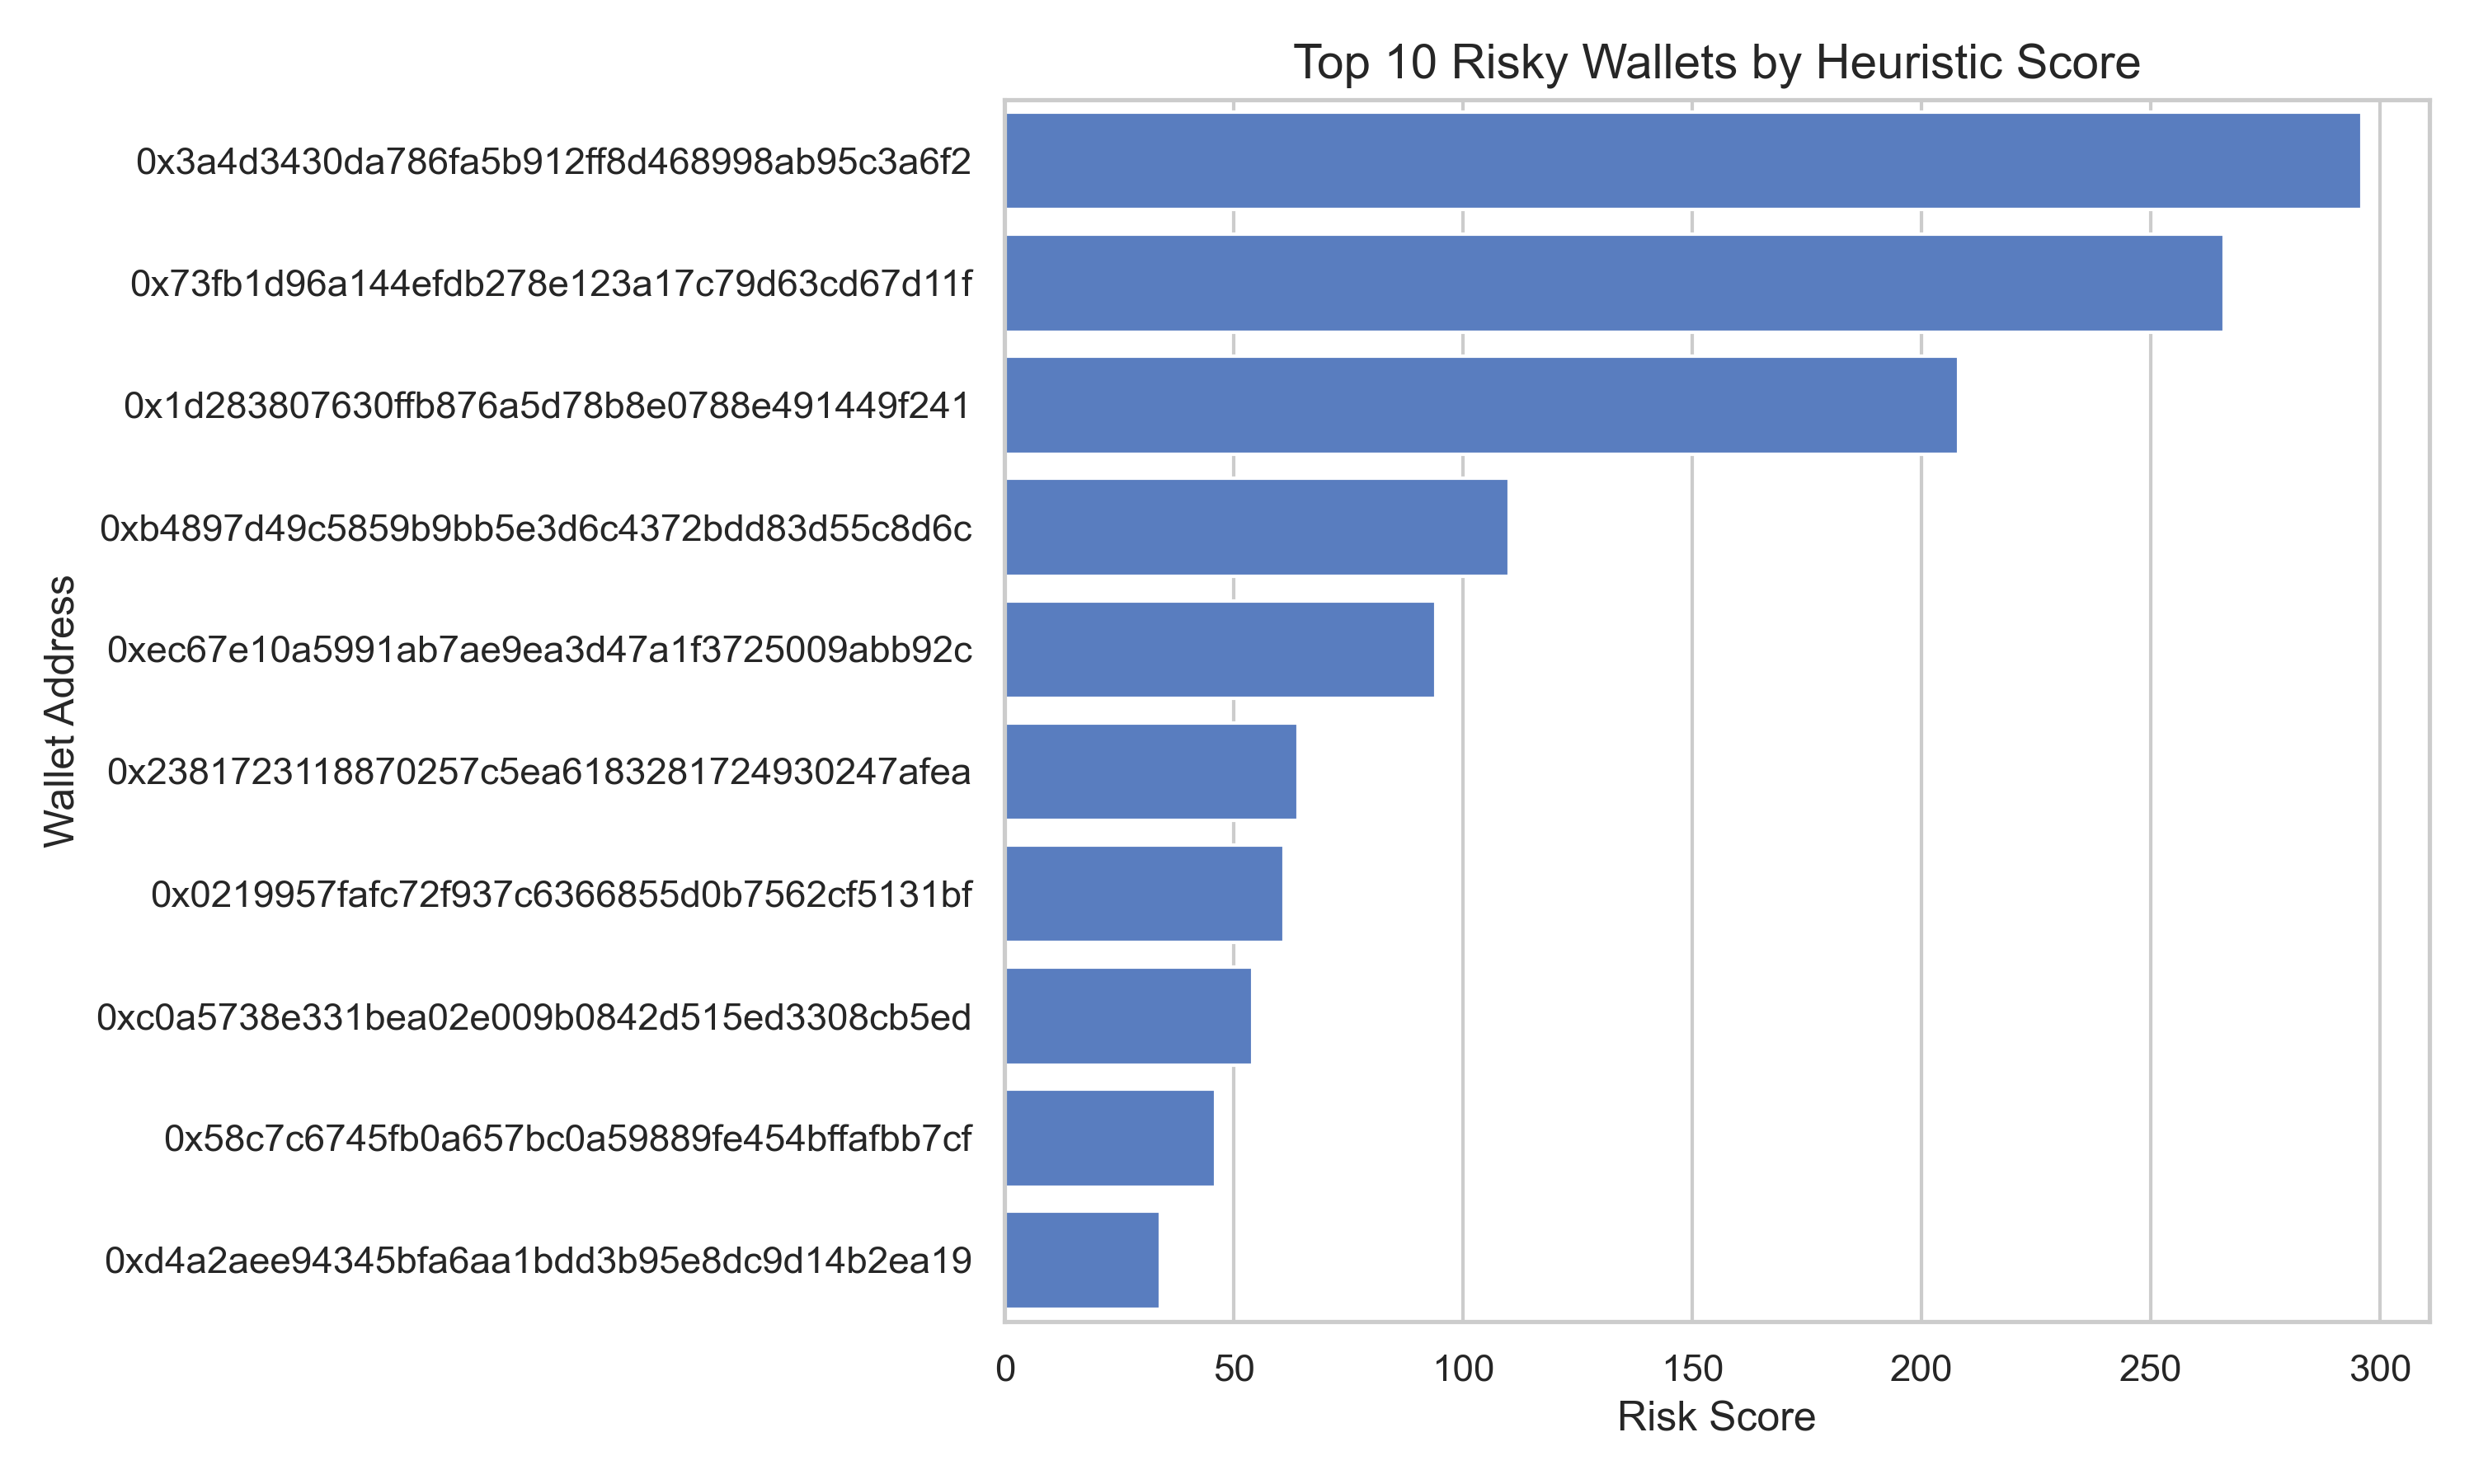 Top 10 Risky Wallets by Heuristic Score
0x3a4d3430da786fa5b912ff8d468998ab95c3a6f2
0x73fb1d96a144efdb278e123a17c79d63cd67d11f
0x1d283807630ffb876a5d78b8e0788e491449f241
0xb4897d49c5859b9bb5e3d6c4372bdd83d55c8d6c
0xec67e10a5991ab7ae9ea3d47a1f3725009abb92c
0x2381723118870257c5ea6183281724930247afea
0x0219957fafc72f937c6366855d0b7562cf5131bf
0xc0a5738e331bea02e009b0842d515ed3308cb5ed
0x58c7c6745fb0a657bc0a59889fe454bffafbb7cf
0xd4a2aee94345bfa6aa1bdd3b95e8dc9d14b2ea19
Wallet Address
0 50 100 150 200 250 300
Risk Score